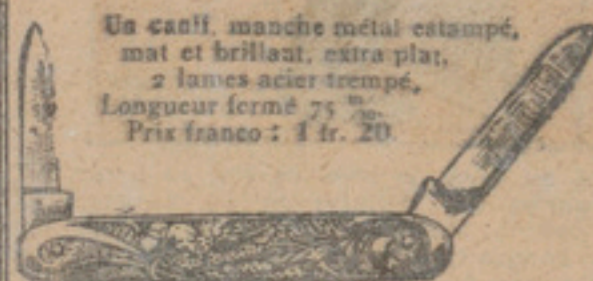 Un canif, manche métal estampé,
mat et brillant, extra plat,
2 lames acier trempé,
Longueur fermé 75 m/m.
Prix franco : 1 fr. 20